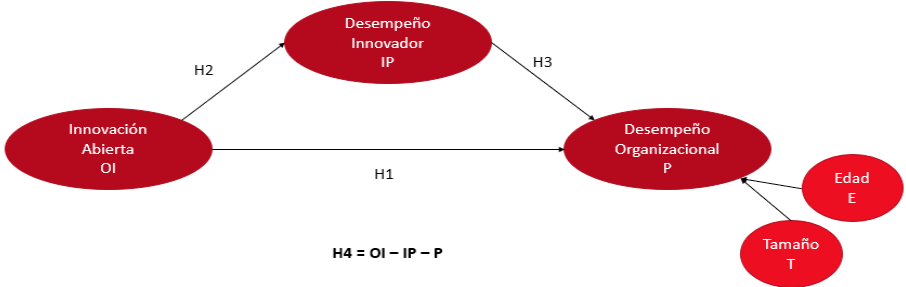 Desempeño
Innovador
IP
H2
H3
Innovación
Abierta
OI
Desempeño
Organizacional
P
H1
Edad
E
Tamaño
T
H4 = OI – IP – P